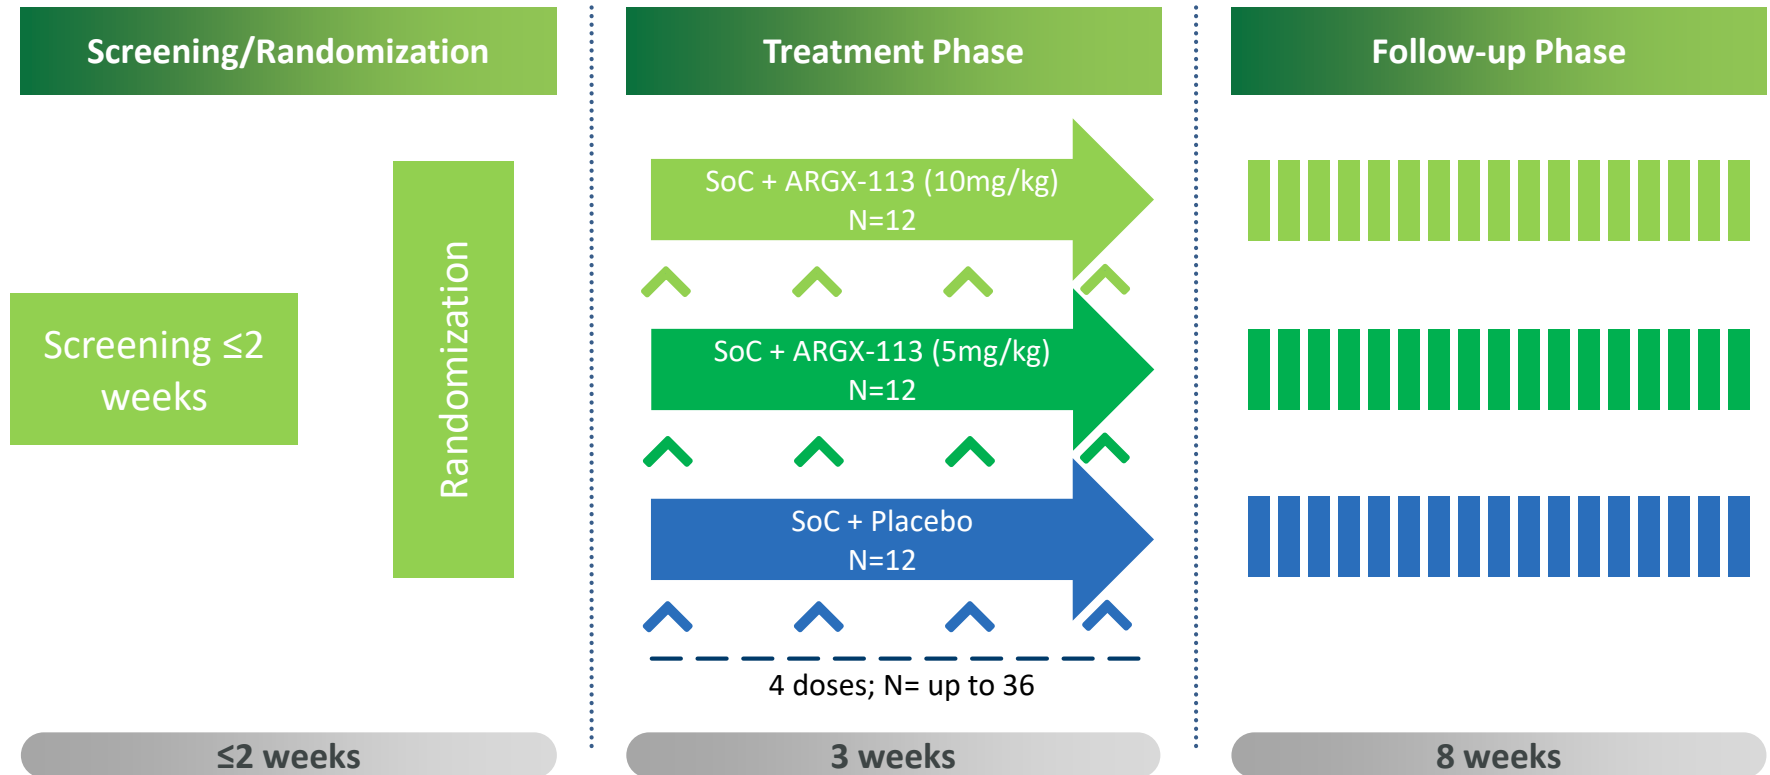 Screening/Randomization
Treatment Phase
Follow-up Phase
Screening ≤2
weeks
Randomization
SoC + ARGX-113 (10mg/kg)
N=12
SoC + ARGX-113 (5mg/kg)
N=12
SoC + Placebo
N=12
4 doses; N= up to 36
≤2 weeks
3 weeks
8 weeks